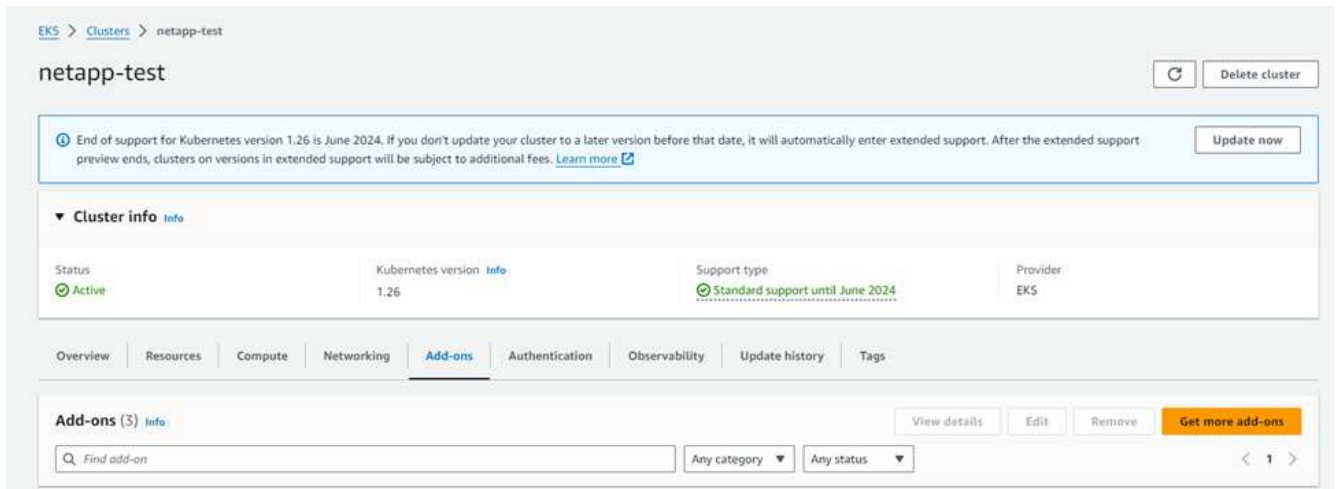 EKS > Clusters > netapp-test
netapp-test
Delete cluster
End of support for Kubernetes version 1.26 is June 2024. If you don't update your cluster to a later version before that date, it will automatically enter extended support. After the extended support
preview ends, clusters on versions in extended support will be subject to additional fees. Learn more
Update now
Cluster info Info
Status
Active
Kubernetes version Info
1.26
Support type
Standard support until June 2024
Provider
EKS
Overview Resources Compute Networking Add-ons Authentication Observability Update history Tags
Add-ons (3) Info
View details Edit Remove Get more add-ons
Find add-on
Any category
Any status
< 1 >